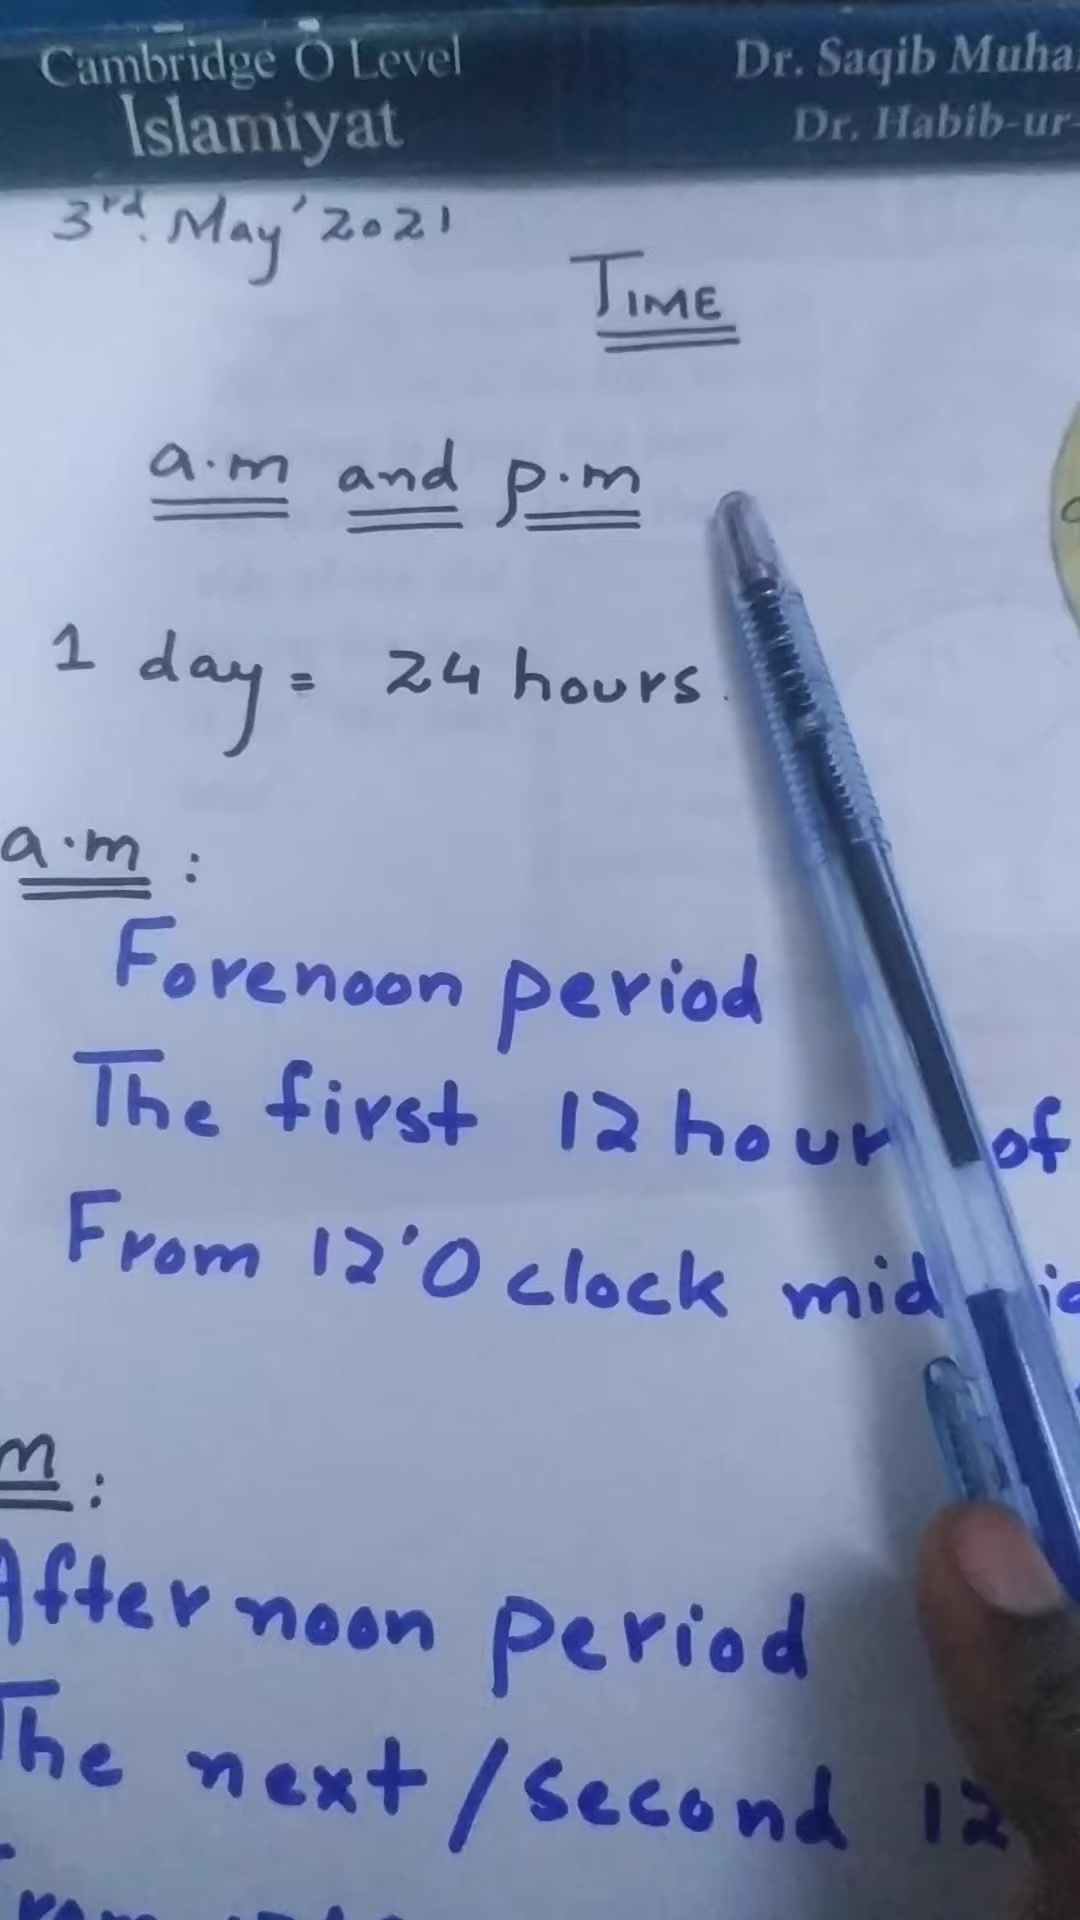 Cambridge O Level
Islamiyat
Dr. Saqib
Dr. Habib-ur-
3rd. May' 2021
TIME
a.m and p.m
1 day = 24 hours.
a.m :
Forenoon period
The first 12 hour of
From 12'O clock mid
m :
After noon period
The next/second 12